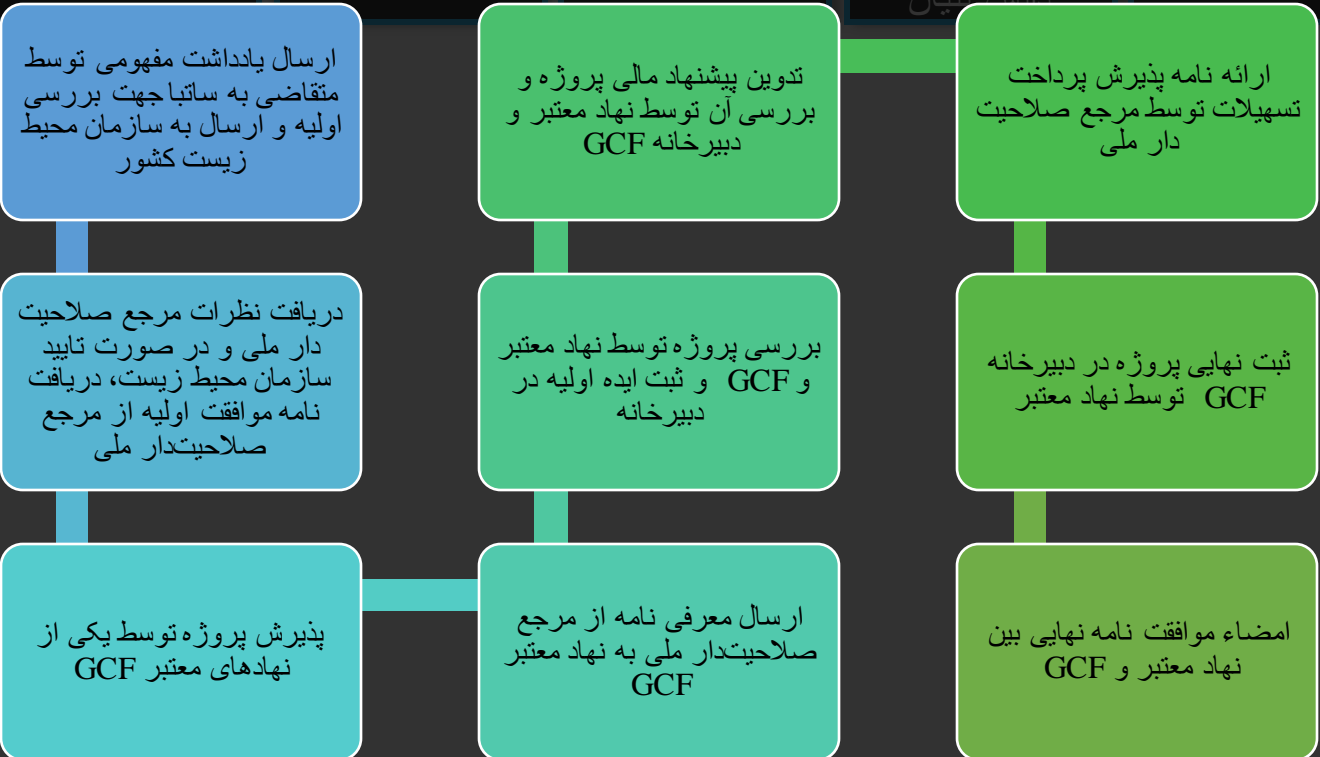 ارسال یادداشت مفهومی توسط
متقاضی به ساتبا جهت بررسی
اولیه و ارسال به سازمان محیط
زیست کشور
دریافت نظرات مرجع صلاحیت
دار ملی و در صورت تایید
سازمان محیط زیست، دریافت
نامه موافقت اولیه از مرجع
صلاحیت‌دار ملی
پذیرش پروژه توسط یکی از
نهادهای معتبر GCF
ارسال معرفی نامه از مرجع
صلاحیت‌دار ملی به نهاد معتبر
GCF
بررسی پروژه توسط نهاد معتبر
و GCF و ثبت ایده اولیه در
دبیرخانه
تدوین پیشنهاد مالی پروژه و
بررسی آن توسط نهاد معتبر و
دبیرخانه GCF
ارائه نامه پذیرش پرداخت
تسهیلات توسط مرجع صلاحیت
دار ملی
ثبت نهایی پروژه در دبیرخانه
GCF توسط نهاد معتبر
امضاء موافقت نامه نهایی بین
نهاد معتبر و GCF